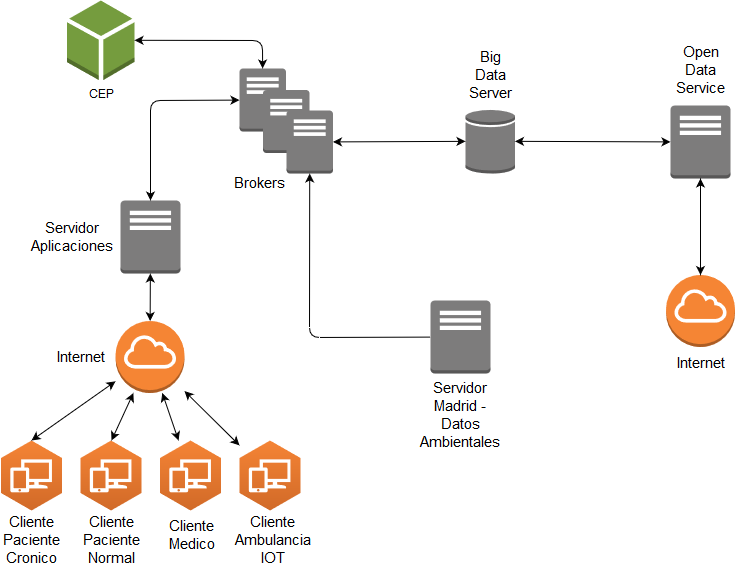 CEP
Big
Data
Server
Open
Data
Service
Brokers
Servidor
Aplicaciones
Internet
Internet
Servidor
Madrid -
Datos
Ambientales
Cliente
Paciente
Cronico
Cliente
Paciente
Normal
Cliente
Medico
Cliente
Ambulancia
IOT